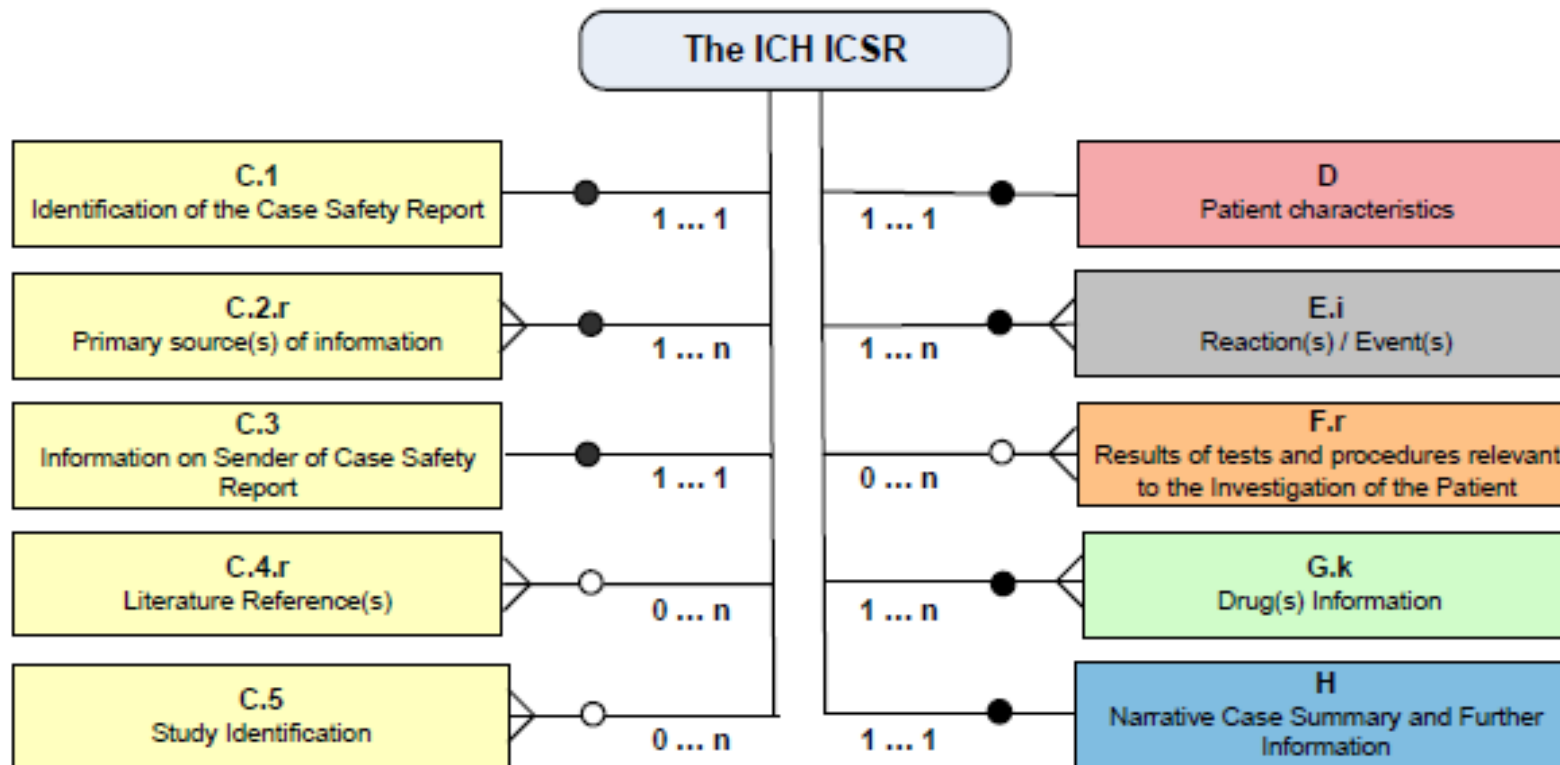 The ICH ICSR
C.1
Identification of the Case Safety Report
1 ... 1
1 ... 1
D
Patient characteristics
C.2.r
Primary source(s) of information
1 ... n
1 ... n
E.i
Reaction(s) / Event(s)
C.3
Information on Sender of Case Safety
Report
1 ... 1
0 ... n
F.r
Results of tests and procedures relevant
to the Investigation of the Patient
C.4.r
Literature Reference(s)
0 ... n
1 ... n
G.k
Drug(s) Information
C.5
Study Identification
0 ... n
1 ... 1
H
Narrative Case Summary and Further
Information